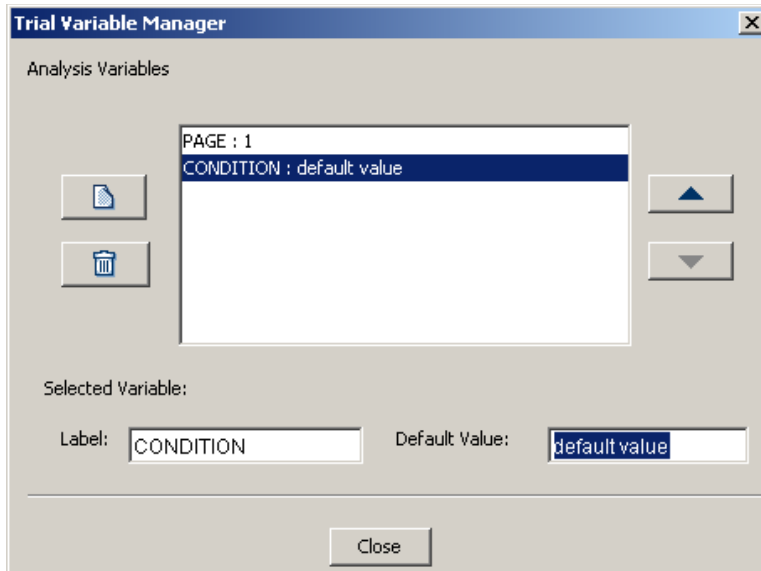 Trial Variable Manager
Analysis Variables
PAGE : 1
CONDITION : default value
Selected Variable:
Label: CONDITION Default Value: default value
Close